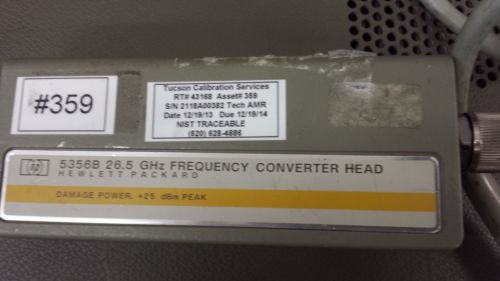 #359
Tucson Calibration Services
RT# 43168 Asset# 359
S/N 2118A00382 Tech AMR
Date 12/19/13 Due 12/19/14
NIST TRACEABLE
(520) 628-4886
hp 5356B 26.5 GHz FREQUENCY CONVERTER HEAD
HEWLETT PACKARD
DAMAGE POWER, +25 dBm PEAK